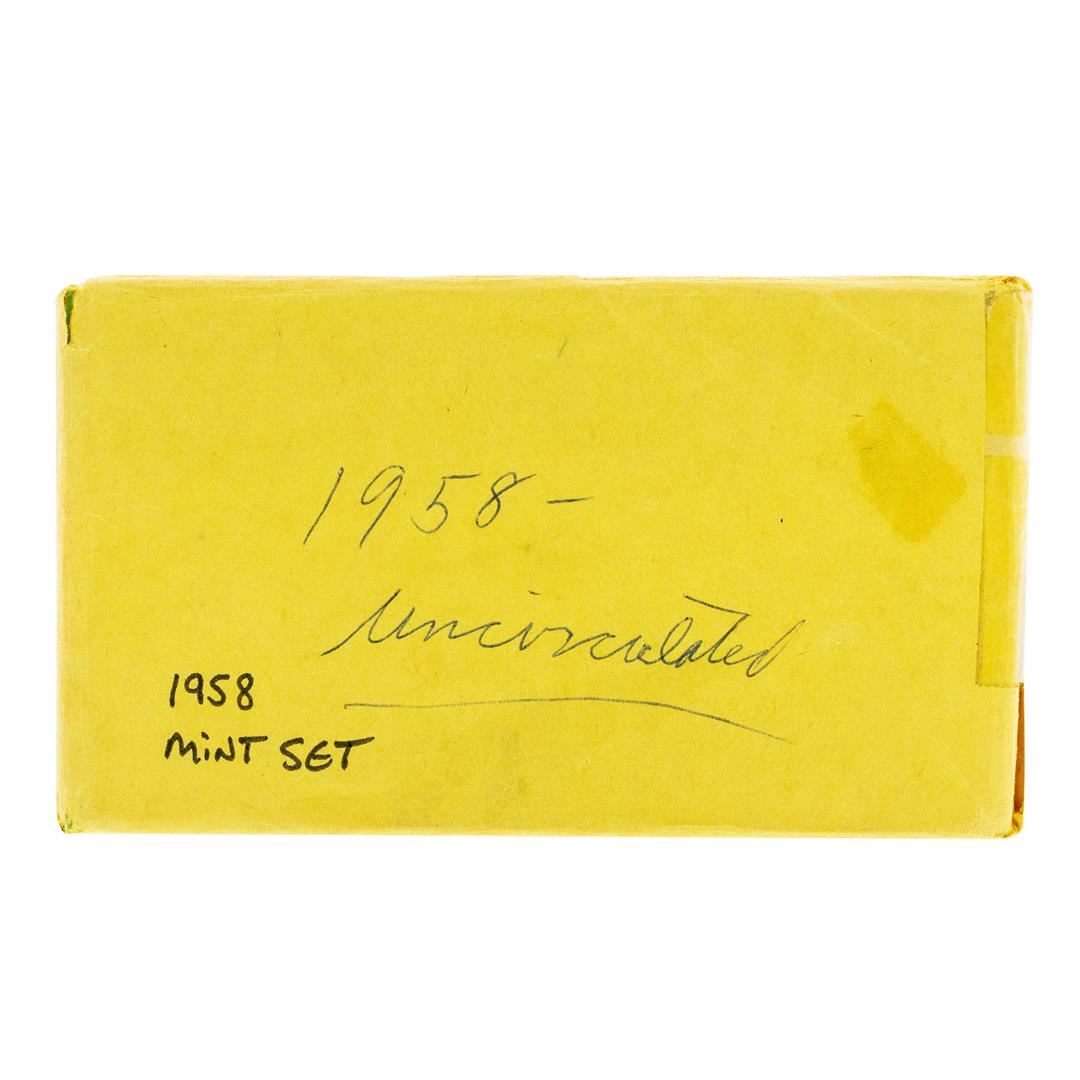 1958-
Uncirculated
1958
MiNT SET